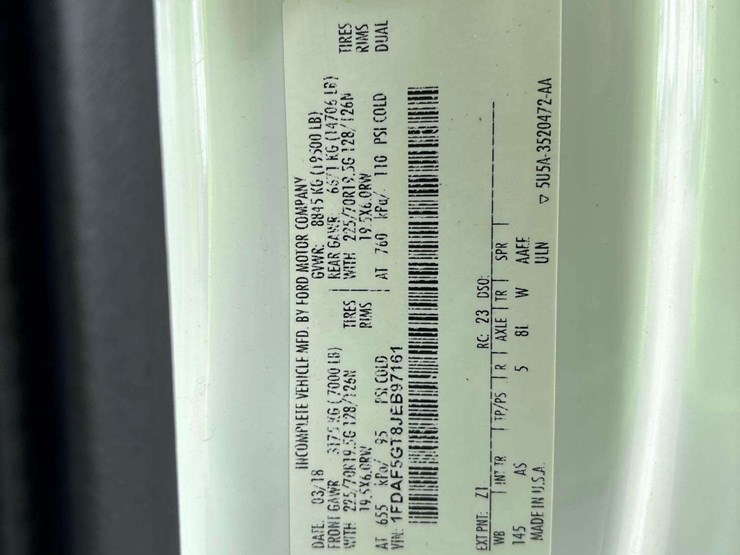 INCOMPLETE VEHICLE MFD. BY FORD MOTOR COMPANY
DATE: 03/18 GVWR: 8845 KG (19500 LB)
FRONT GAWR 3175 KG (7000 LB) REAR GAWR 6671 KG (14706 LB)
WITH 225/70R19.5G 128/126N TIRES WITH 225/70R19.5G 128/126N TIRES
19.5X6.0RW RIMS 19.5X6.0RW RIMS
AT 655 kPa/ 95 PSI COLD AT 760 kPa/ 110 PSI COLD DUAL
VIN: 1FDAF5GT8JEB97161
EXT PNT: Z1 RC: 23 DSO:
WB INT TR TP/PS R AXLE TR SPR
145 AS 5 8L W AAFF
MADE IN U.S.A. ULN
▽ 5U5A-3520472-AA